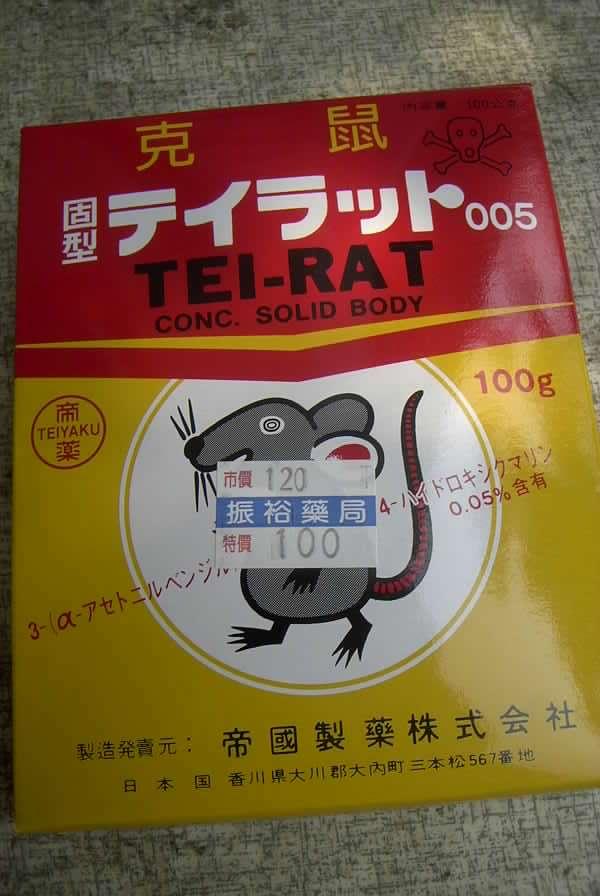 内容量 100公克
克鼠
固型 テイラット 005
TEI-RAT
CONC. SOLID BODY
100g
帝
TEIYAKU
薬
市價 120
振裕藥局
特價 100
3-(α-アセトニルベンジル
4-ハイドロキシクマリン
0.05%含有
製造発賣元: 帝國製薬株式会社
日本国 香川県大川郡大内町三本松567番地